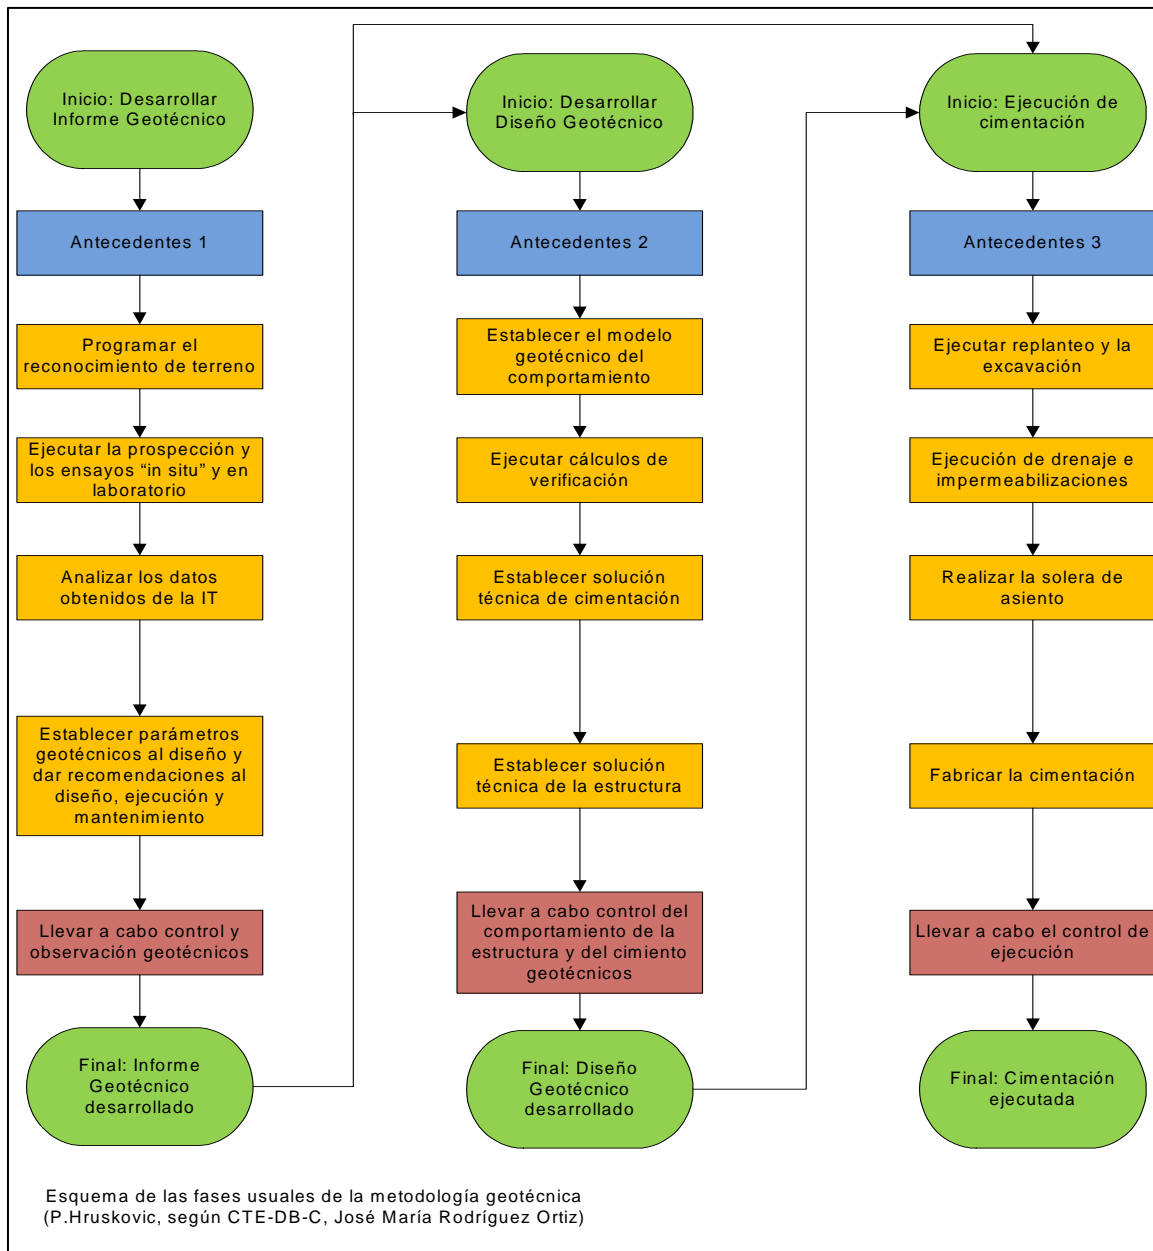 Inicio: Desarrollar
Informe Geotécnico
Antecedentes 1
Programar el
reconocimiento de terreno
Ejecutar la prospección y
los ensayos “in situ” y en
laboratorio
Analizar los datos
obtenidos de la IT
Establecer parámetros
geotécnicos al diseño y
dar recomendaciones al
diseño, ejecución y
mantenimiento
Llevar a cabo control y
observación geotécnicos
Final: Informe
Geotécnico
desarrollado
Inicio: Desarrollar
Diseño Geotécnico
Antecedentes 2
Establecer el modelo
geotécnico del
comportamiento
Ejecutar cálculos de
verificación
Establecer solución
técnica de cimentación
Establecer solución
técnica de la estructura
Llevar a cabo control del
comportamiento de la
estructura y del cimiento
geotécnicos
Final: Diseño
Geotécnico
desarrollado
Inicio: Ejecución de
cimentación
Antecedentes 3
Ejecutar replanteo y la
excavación
Ejecución de drenaje e
impermeabilizaciones
Realizar la solera de
asiento
Fabricar la cimentación
Llevar a cabo el control de
ejecución
Final: Cimentación
ejecutada
Esquema de las fases usuales de la metodología geotécnica
(P.Hruskovic, según CTE-DB-C, José María Rodríguez Ortiz)